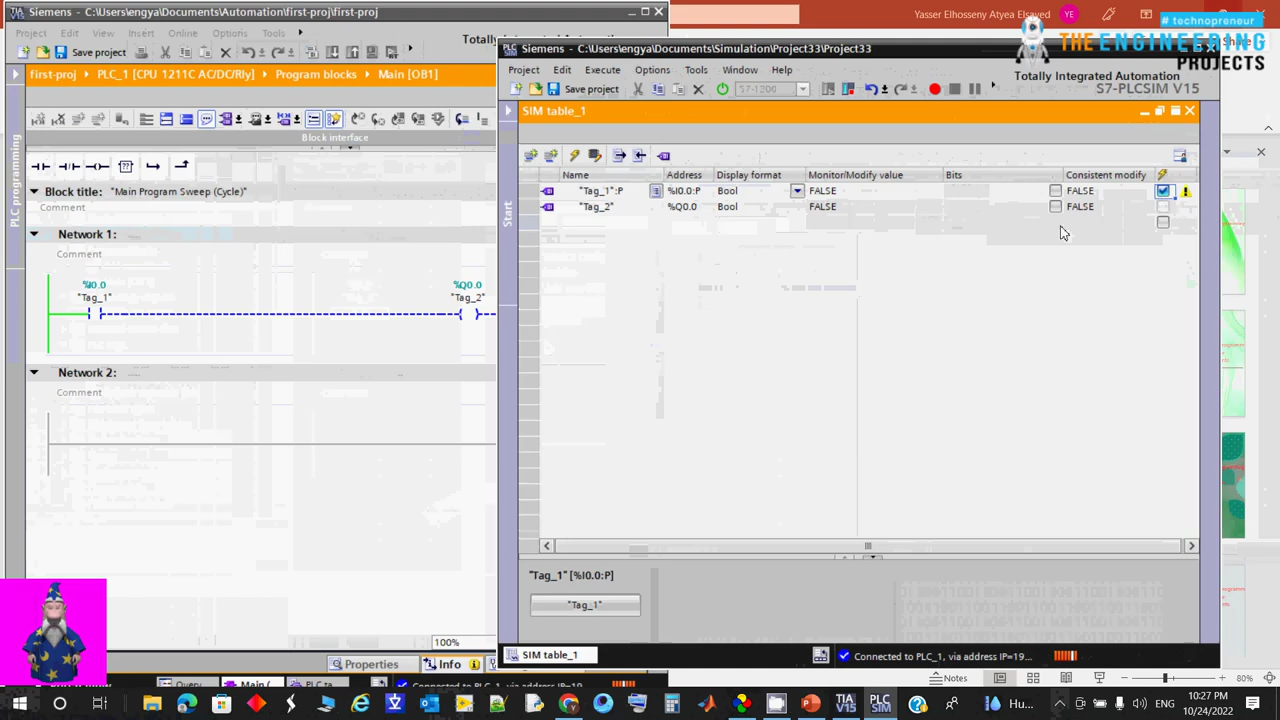 Siemens - C:\Users\engya\Documents\Automation\first-proj\first-proj
Project Edit View Insert Online Options Tools
Save project
first-proj PLC_1 [CPU 1211C AC/DC/Rly] Program blocks Main [OB1]
Block interface
PLC programming
Block title: "Main Program Sweep (Cycle)"
Comment
Network 1:
Comment
%I0.0
"Tag_1"
%Q0.0
"Tag_2"
Network 2:
Comment
100%
Properties
Info
Yasser Elhosseny Atyea Elsayed YE
# technopreneur
THE ENGINEERING
PROJECTS
Siemens - C:\Users\engya\Documents\Simulation\Project33\Project33
Project Edit Execute Options Tools Window Help
Totally Integrated Automation
S7-PLCSIM V15
Save project
S7-1200
SIM table_1
Start
Name Address Display format Monitor/Modify value Bits Consistent modify
"Tag_1":P %I0.0:P Bool FALSE FALSE
"Tag_2" %Q0.0 Bool FALSE FALSE
"Tag_1" [%I0.0:P]
"Tag_1"
SIM table_1
Connected to PLC_1, via address IP=19...
Notes
80%
ENG
10:27 PM
10/24/2022